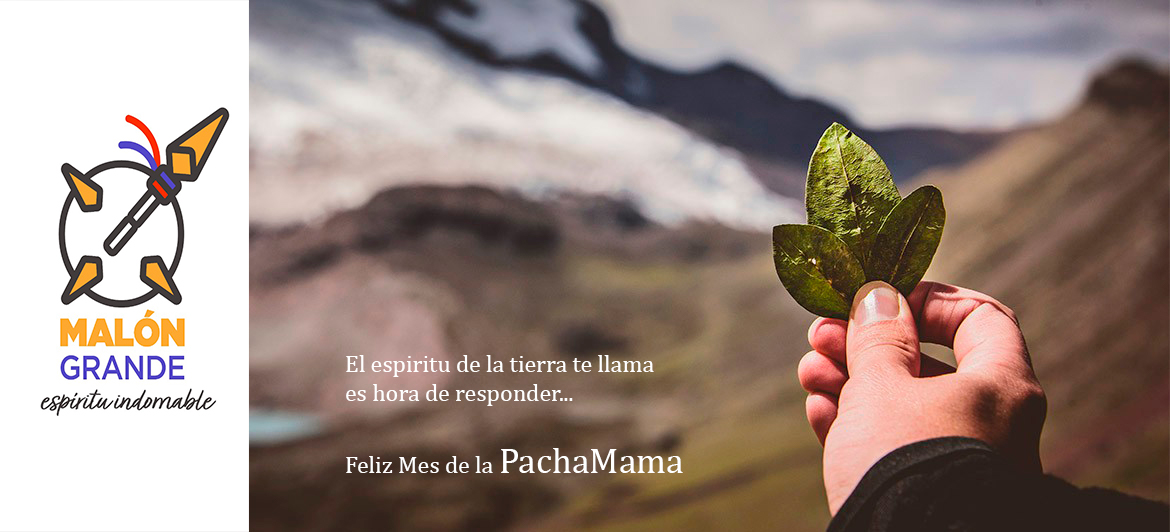 MALÓN
GRANDE
espíritu indomable
El espiritu de la tierra te llama
es hora de responder...
Feliz Mes de la PachaMama